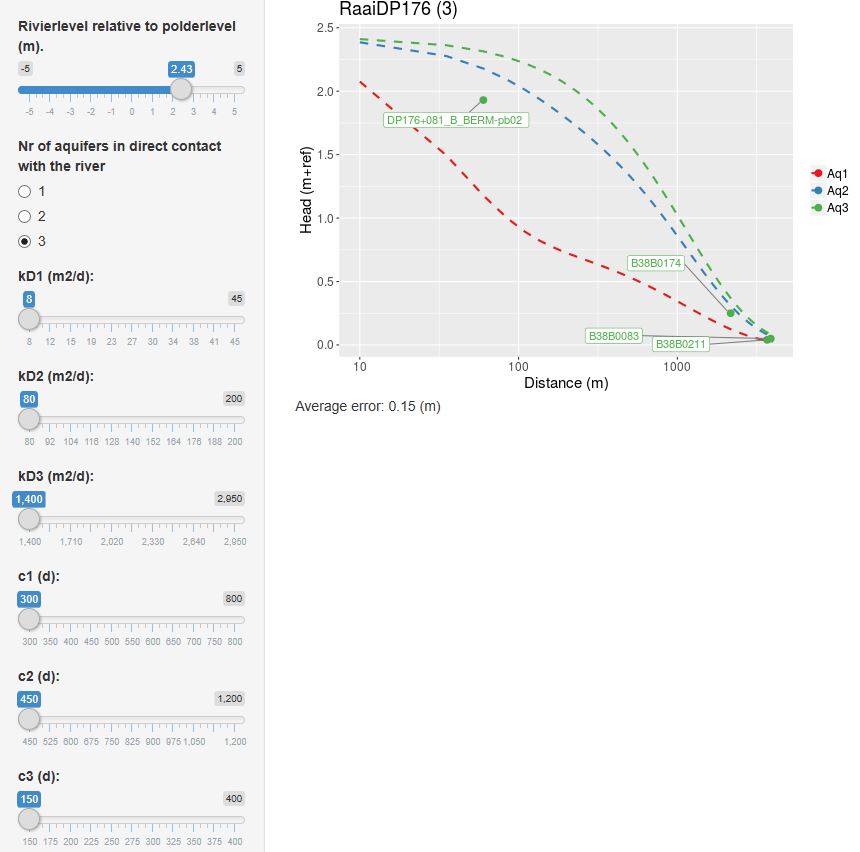 Rivierlevel relative to polderlevel
(m).
-5 2.43 5
-5 -4 -3 -2 -1 0 1 2 3 4 5
Nr of aquifers in direct contact
with the river
1
2
3
kD1 (m2/d):
8 45
8 12 15 19 23 27 30 34 38 41 45
kD2 (m2/d):
80 200
80 92 104 116 128 140 152 164 176 188 200
kD3 (m2/d):
1,400 2,950
1,400 1,710 2,020 2,330 2,640 2,950
c1 (d):
300 800
300 350 400 450 500 550 600 650 700 750 800
c2 (d):
450 1,200
450 525 600 675 750 825 900 975 1,050 1,200
c3 (d):
150 400
150 175 200 225 250 275 300 325 350 375 400
RaaiDP176 (3)
2.5
2.0
1.5
1.0
0.5
0.0
Head (m+ref)
DP176+081_B_BERM-pb02
B38B0174
B38B0083
B38B0211
10 100 1000
Distance (m)
Aq1
Aq2
Aq3
Average error: 0.15 (m)